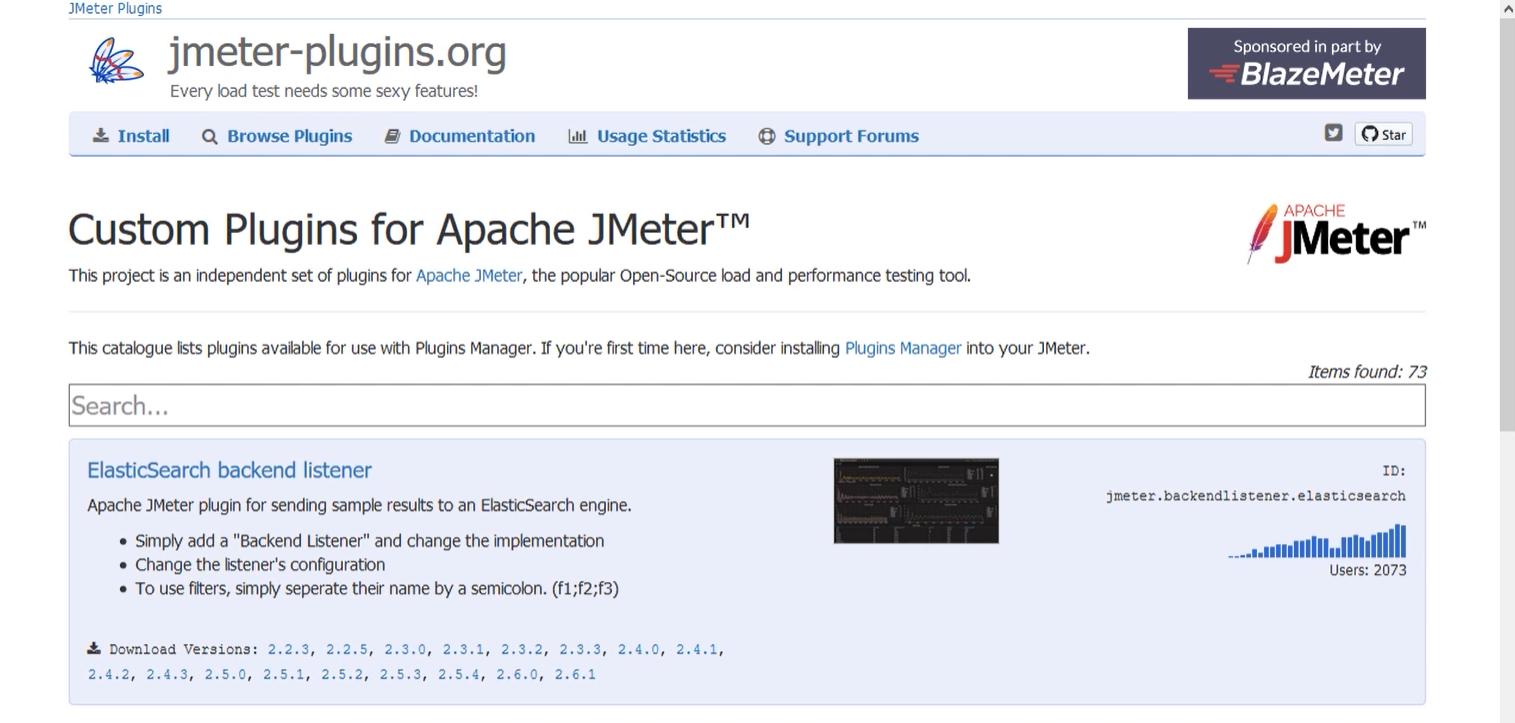 JMeter Plugins
jmeter-plugins.org
Every load test needs some sexy features!
Sponsored in part by
BlazeMeter
Install Browse Plugins Documentation Usage Statistics Support Forums Star
Custom Plugins for Apache JMeter™
APACHE
JMeter™
This project is an independent set of plugins for Apache JMeter, the popular Open-Source load and performance testing tool.
This catalogue lists plugins available for use with Plugins Manager. If you're first time here, consider installing Plugins Manager into your JMeter.
Items found: 73
Search...
ElasticSearch backend listener
Apache JMeter plugin for sending sample results to an ElasticSearch engine.
• Simply add a "Backend Listener" and change the implementation
• Change the listener's configuration
• To use filters, simply seperate their name by a semicolon. (f1;f2;f3)
ID:
jmeter.backendlistener.elasticsearch
Users: 2073
Download Versions: 2.2.3, 2.2.5, 2.3.0, 2.3.1, 2.3.2, 2.3.3, 2.4.0, 2.4.1,
2.4.2, 2.4.3, 2.5.0, 2.5.1, 2.5.2, 2.5.3, 2.5.4, 2.6.0, 2.6.1